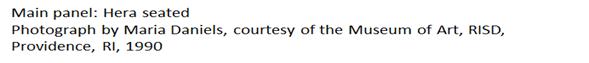 Main panel: Hera seated
Photograph by Maria Daniels, courtesy of the Museum of Art, RISD,
Providence, RI, 1990